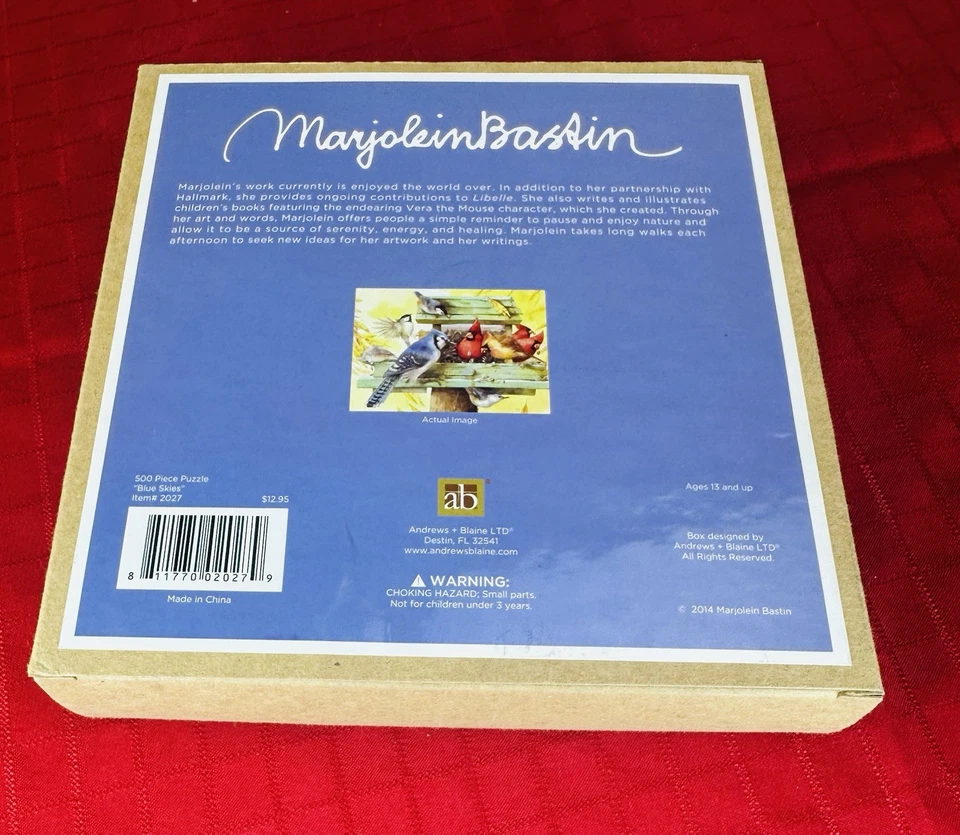 Marjolein Bastin
Marjolein's work currently is enjoyed the world over. In addition to her partnership with
Hallmark, she provides ongoing contributions to Libelle. She also writes and illustrates
children's books featuring the endearing Vera the Mouse character, which she created. Through
her art and words, Marjolein offers people a simple reminder to pause and enjoy nature and
allow it to be a source of serenity, energy, and healing. Marjolein takes long walks each
afternoon to seek new ideas for her artwork and her writings.
Actual Image
500 Piece Puzzle
"Blue Skies"
Item# 2027
$12.95
8 11770 02027 9
Made in China
ab
Andrews + Blaine LTD®
Destin, FL 32541
www.andrewsblaine.com
WARNING:
CHOKING HAZARD; Small parts.
Not for children under 3 years.
Ages 13 and up
Box designed by
Andrews + Blaine LTD®
All Rights Reserved.
© 2014 Marjolein Bastin